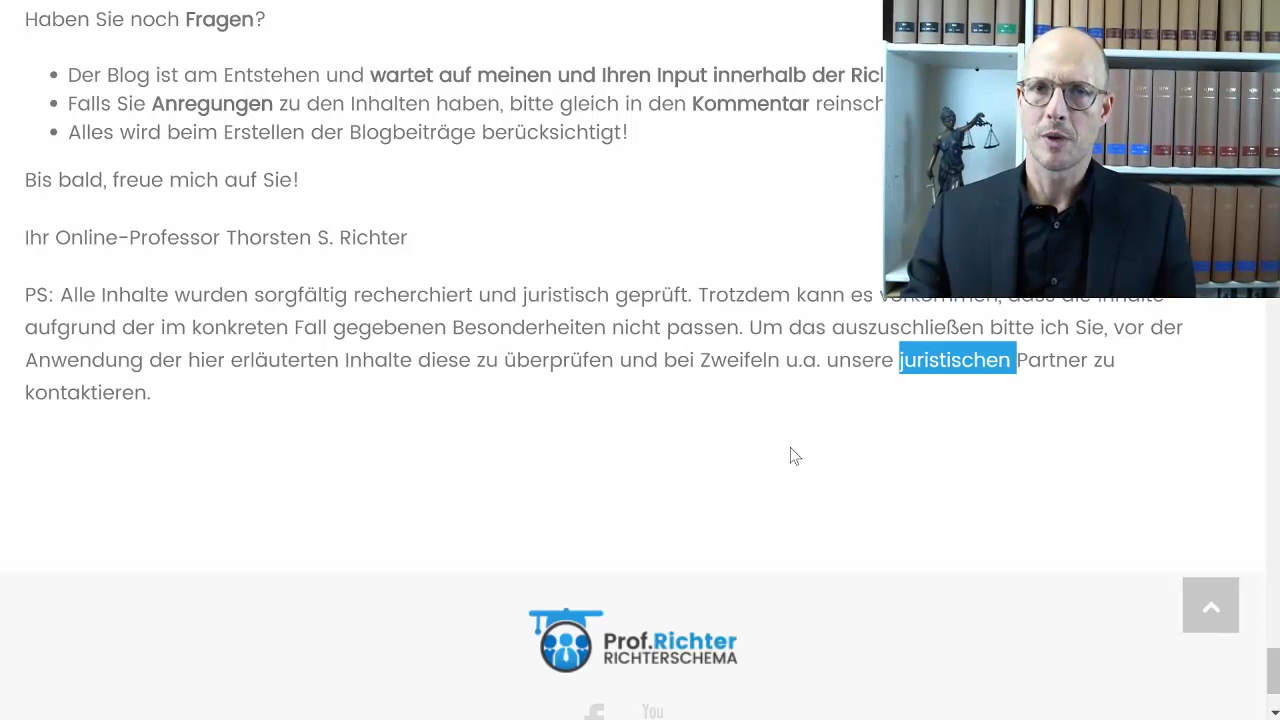 Haben Sie noch Fragen?
Der Blog ist am Entstehen und wartet auf meinen und Ihren Input innerhalb der
Falls Sie Anregungen zu den Inhalten haben, bitte gleich in den Kommentar
Alles wird beim Erstellen der Blogbeiträge berücksichtigt!
Bis bald, freue mich auf Sie!
Ihr Online-Professor Thorsten S. Richter
PS: Alle Inhalte wurden sorgfältig recherchiert und juristisch geprüft. Trotzdem kann es vorkommen, dass die Inhalte
aufgrund der im konkreten Fall gegebenen Besonderheiten nicht passen. Um das auszuschließen bitte ich Sie, vor der
Anwendung der hier erläuterten Inhalte diese zu überprüfen und bei Zweifeln u.a. unsere juristischen Partner zu
kontaktieren.
Prof.Richter
RICHTERSCHEMA
You